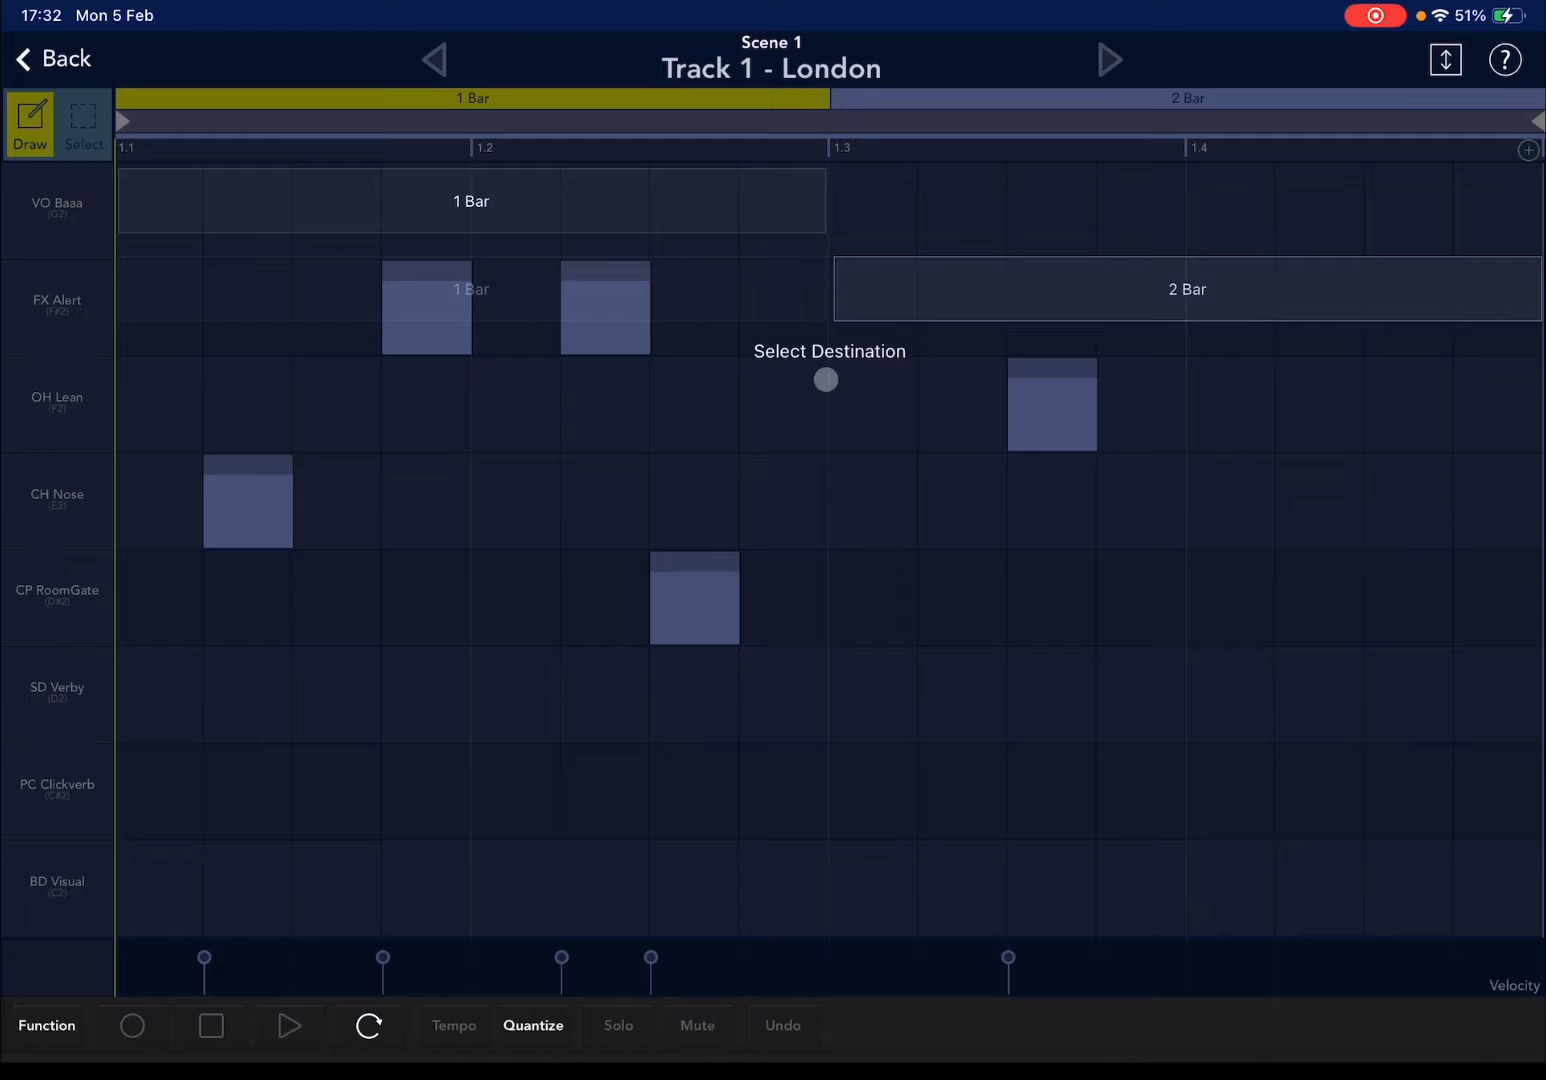 17:32 Mon 5 Feb
51%
Back
Scene 1
Track 1 - London
?
Draw
Select
1 Bar
2 Bar
1.1
1.2
1.3
1.4
VO Baaa
(G2)
1 Bar
FX Alert
(F#2)
1 Bar
2 Bar
Select Destination
OH Lean
(F2)
CH Nose
(E2)
CP RoomGate
(D#2)
SD Verby
(D2)
PC Clickverb
(C#2)
BD Visual
(C2)
Velocity
Function
Tempo
Quantize
Solo
Mute
Undo